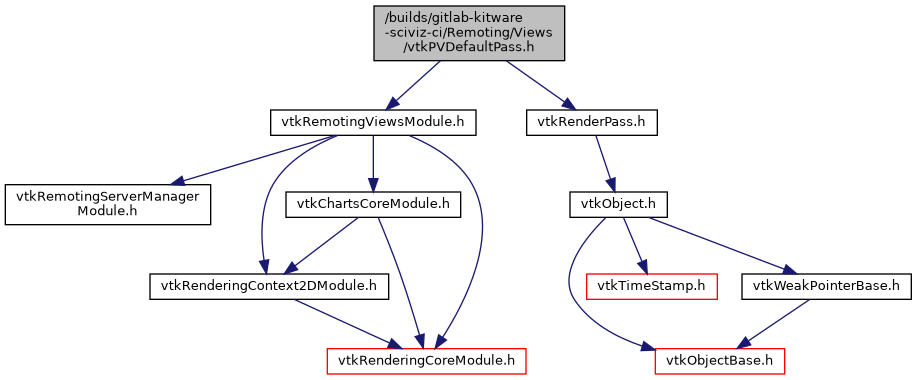 /builds/gitlab-kitware
-sciviz-ci/Remoting/Views
/vtkPVDefaultPass.h
vtkRemotingViewsModule.h
vtkRenderPass.h
vtkRemotingServerManager
Module.h
vtkChartsCoreModule.h
vtkObject.h
vtkRenderingContext2DModule.h
vtkTimeStamp.h
vtkWeakPointerBase.h
vtkRenderingCoreModule.h
vtkObjectBase.h